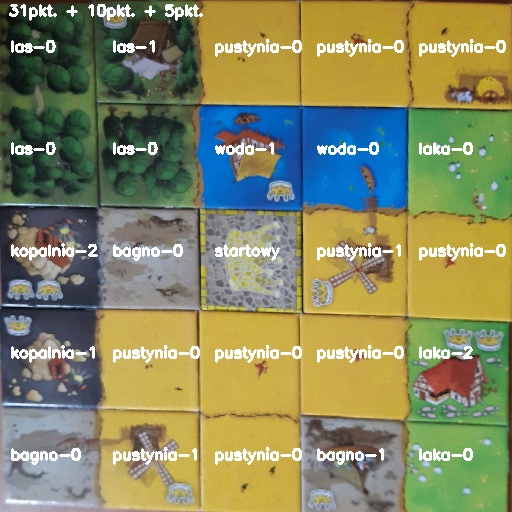 31pkt. + 10pkt. + 5pkt.
las-0 las-1 pustynia-0 pustynia-0 pustynia-0
las-0 las-0 woda-1 woda-0 laka-0
kopalnia-2 bagno-0 startowy pustynia-1 pustynia-0
kopalnia-1 pustynia-0 pustynia-0 pustynia-0 laka-2
bagno-0 pustynia-1 pustynia-0 bagno-1 laka-0